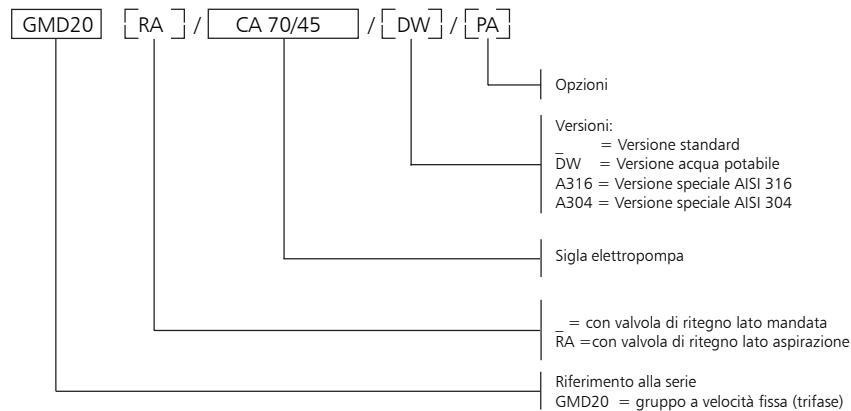 GMD20 RA / CA 70/45 / DW / PA
Opzioni
Versioni:
_ = Versione standard
DW = Versione acqua potabile
A316 = Versione speciale AISI 316
A304 = Versione speciale AISI 304
Sigla elettropompa
_ = con valvola di ritegno lato mandata
RA =con valvola di ritegno lato aspirazione
Riferimento alla serie
GMD20 = gruppo a velocità fissa (trifase)